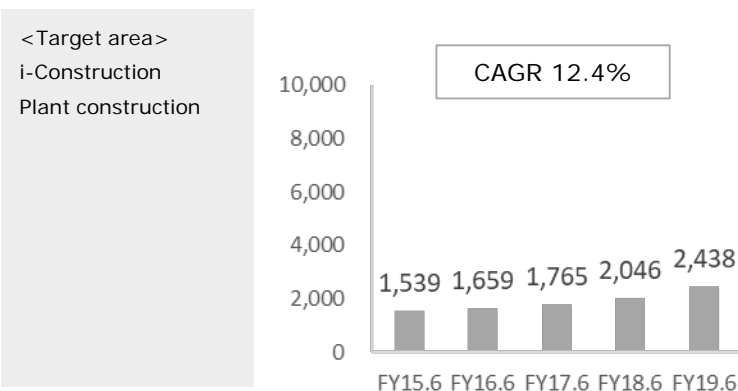 <Target area>
i-Construction
Plant construction
CAGR 12.4%
10,000
8,000
6,000
4,000
2,000
0
1,539 1,659 1,765 2,046 2,438
FY15.6 FY16.6 FY17.6 FY18.6 FY19.6